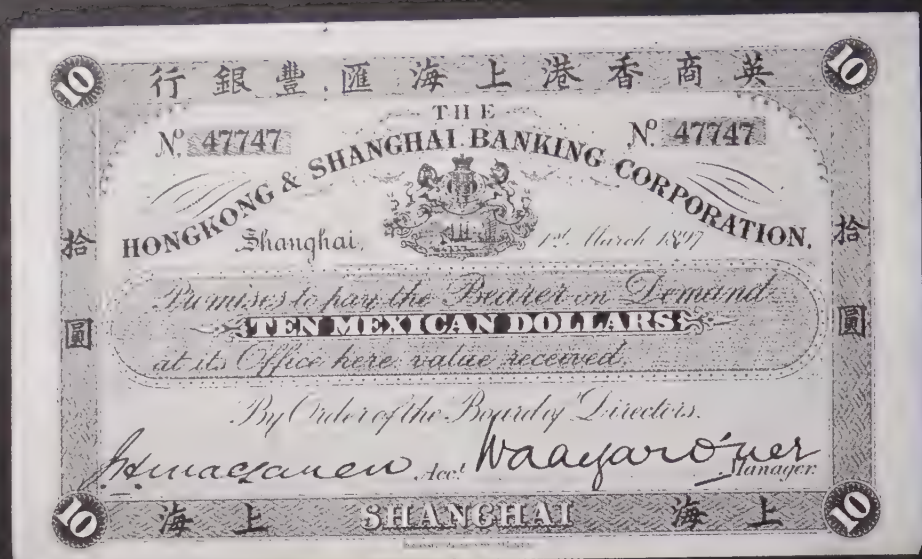 10 行銀豐匯海上港香商英 10
THE
Nº 47747 Nº 47747
HONGKONG & SHANGHAI BANKING CORPORATION.
Shanghai, 1st March 1897
拾圓 拾圓
Promises to pay the Bearer on Demand
TEN MEXICAN DOLLARS
at its Office here value received.
By Order of the Board of Directors.
Acct. Manager.
10 海上 SHANGHAI 海上 10